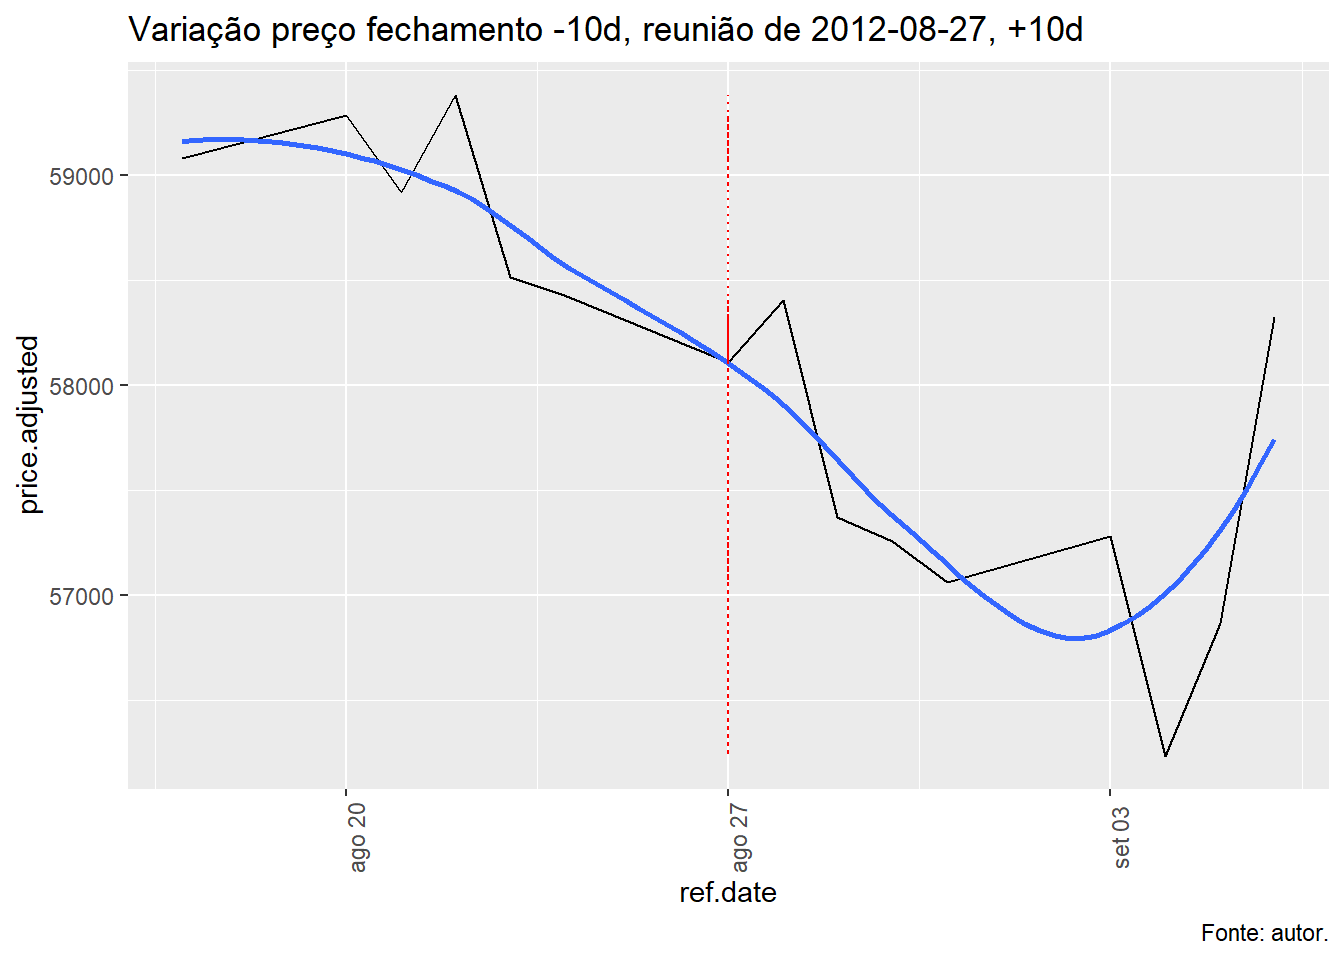 Variação preço fechamento -10d, reunião de 2012-08-27, +10d
59000
58000
57000
price.adjusted
ago 20
ago 27
set 03
ref.date
Fonte: autor.